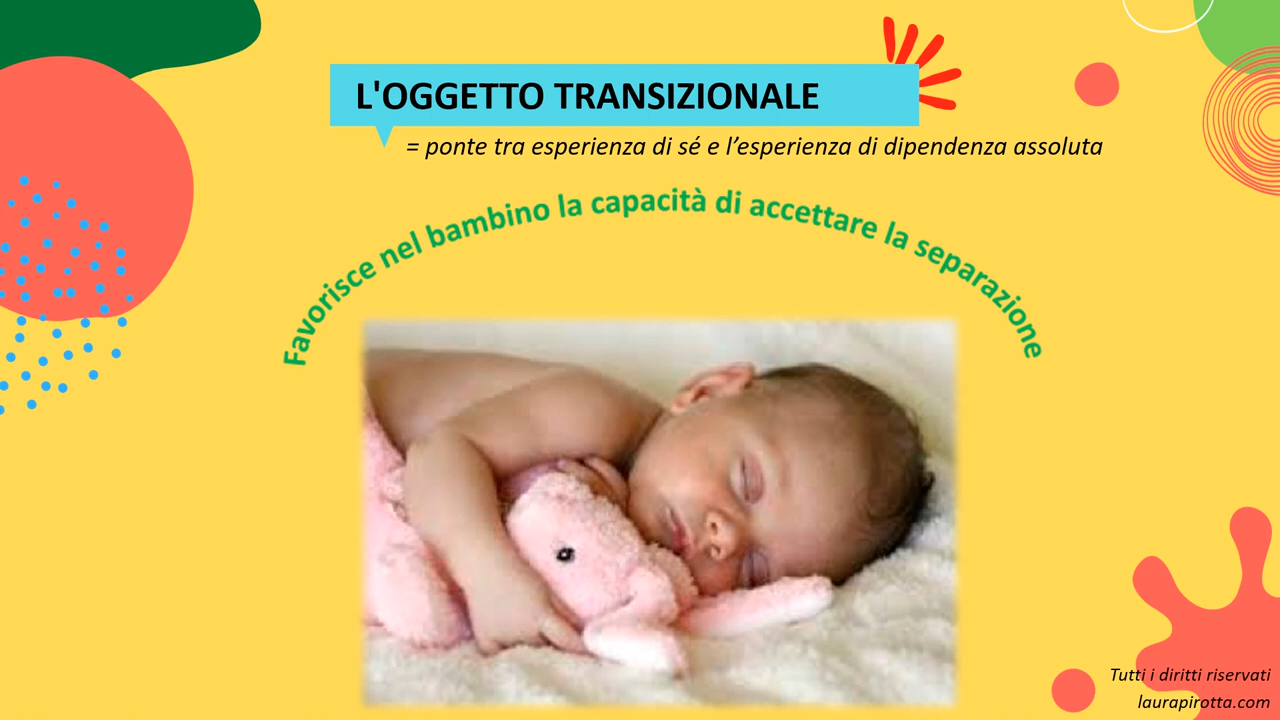 L'OGGETTO TRANSIZIONALE
= ponte tra esperienza di sé e l’esperienza di dipendenza assoluta
Favorisce nel bambino la capacità di accettare la separazione
Tutti i diritti riservati
laurapirotta.com